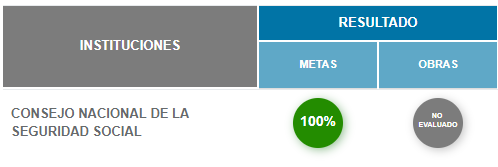 INSTITUCIONES
RESULTADO
METAS
OBRAS
CONSEJO NACIONAL DE LA
SEGURIDAD SOCIAL
100%
NO
EVALUADO